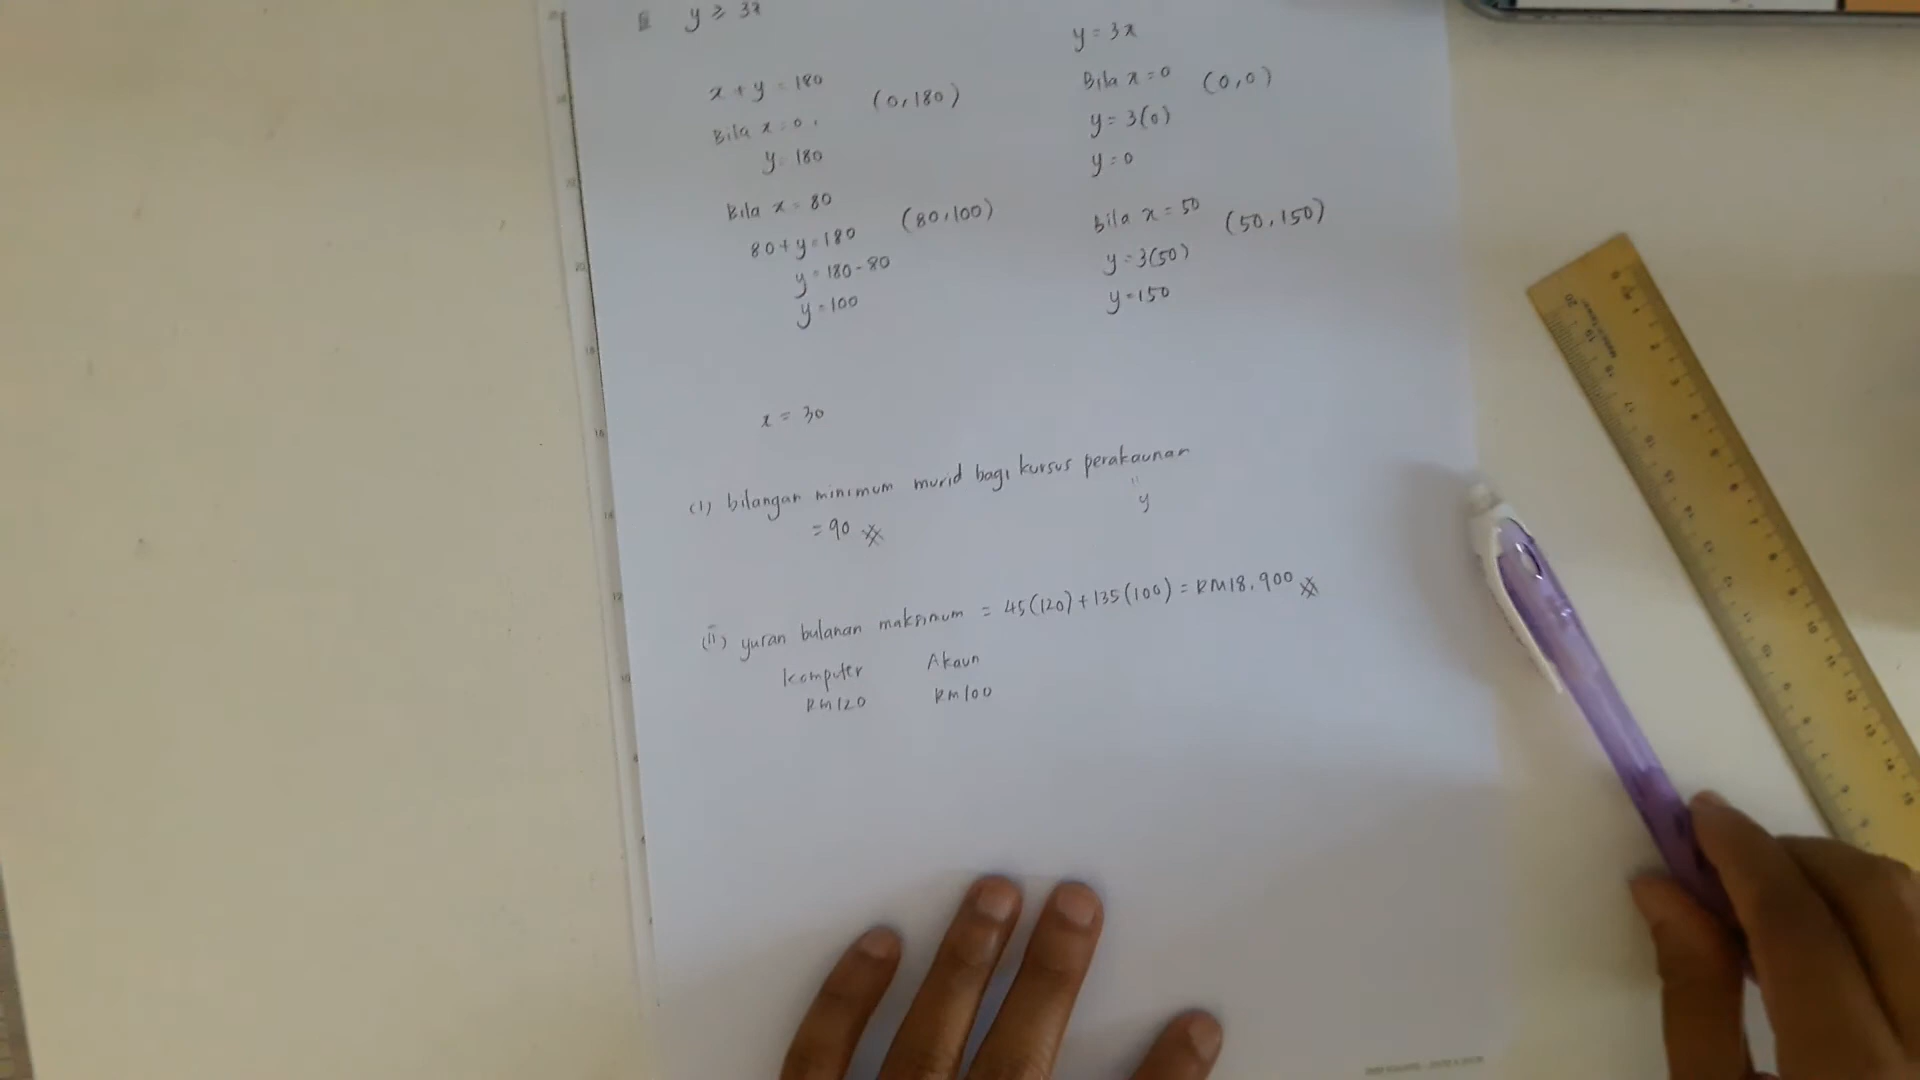 y ≥ 3x
x + y = 180
Bila x = 0,
(0,180)
y = 180
Bila x = 80
80 + y = 180
(80,100)
y = 180 - 80
y = 100
y = 3x
Bila x = 0
(0,0)
y = 3(0)
y = 0
Bila x = 50
(50,150)
y = 3(50)
y = 150
x = 30
(i) bilangan minimum murid bagi kursus perakaunan
"
y
= 90
(ii) yuran bulanan maksimum = 45(120) + 135(100) = RM18,900
Komputer Akaun
RM120 RM100